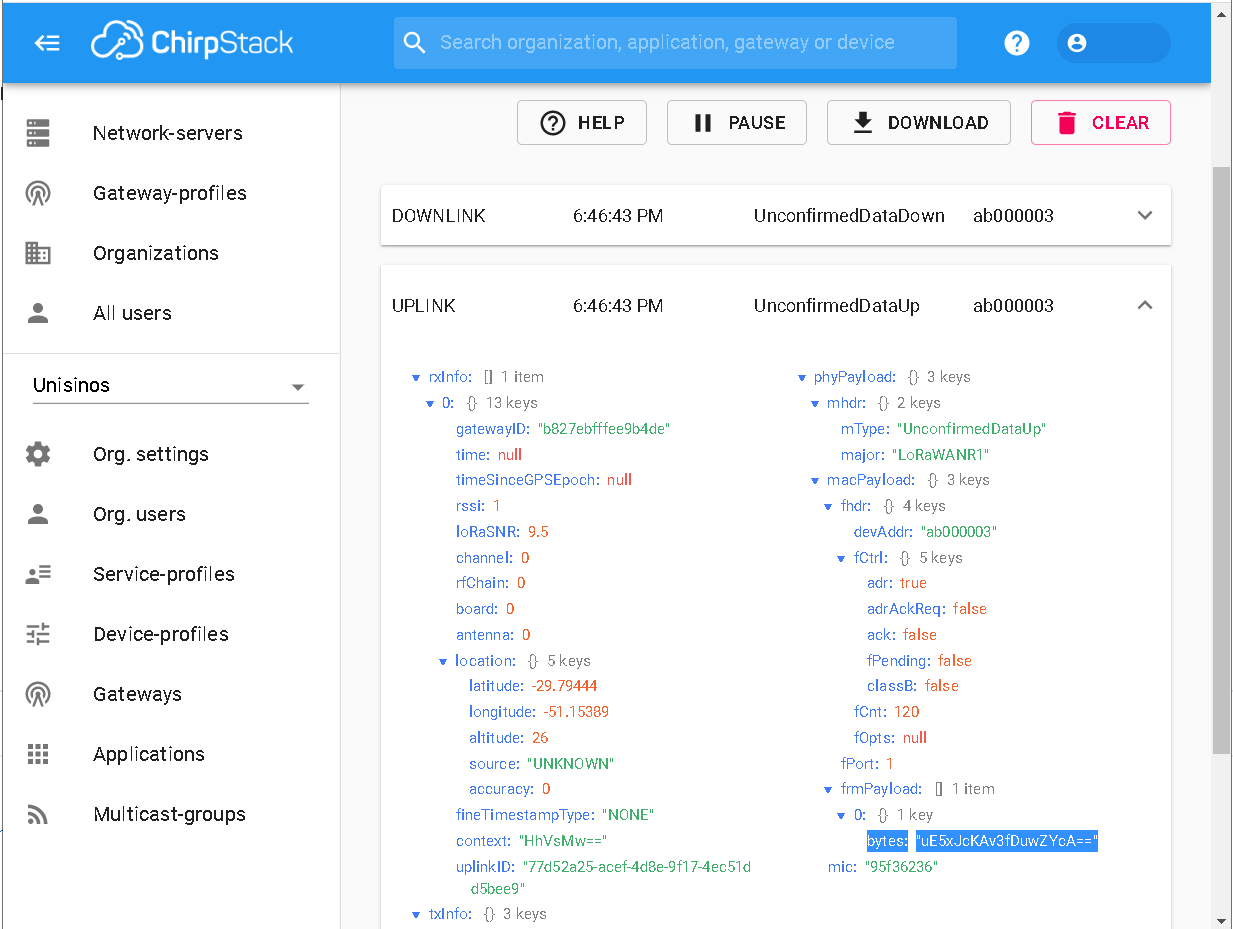 ChirpStack
Search organization, application, gateway or device
?
HELP
PAUSE
DOWNLOAD
CLEAR
Network-servers
Gateway-profiles
Organizations
All users
Unisinos
Org. settings
Org. users
Service-profiles
Device-profiles
Gateways
Applications
Multicast-groups
DOWNLINK 6:46:43 PM UnconfirmedDataDown ab000003
UPLINK 6:46:43 PM UnconfirmedDataUp ab000003
rxInfo: [] 1 item
0: {} 13 keys
gatewayID: "b827ebfffee9b4de"
time: null
timeSinceGPSEpoch: null
rssi: 1
loRaSNR: 9.5
channel: 0
rfChain: 0
board: 0
antenna: 0
location: {} 5 keys
latitude: -29.79444
longitude: -51.15389
altitude: 26
source: "UNKNOWN"
accuracy: 0
fineTimestampType: "NONE"
context: "HhVsMw=="
uplinkID: "77d52a25-acef-4d8e-9f17-4ec51d
d5bee9"
txInfo: {} 3 keys
phyPayload: {} 3 keys
mhdr: {} 2 keys
mType: "UnconfirmedDataUp"
major: "LoRaWANR1"
macPayload: {} 3 keys
fhdr: {} 4 keys
devAddr: "ab000003"
fCtrl: {} 5 keys
adr: true
adrAckReq: false
ack: false
fPending: false
classB: false
fCnt: 120
fOpts: null
fPort: 1
frmPayload: [] 1 item
0: {} 1 key
bytes: "uE5xJcKAv3fDuwZYcA=="
mic: "95f36236"